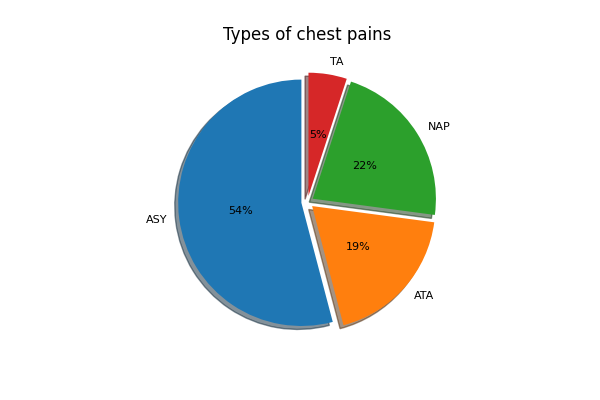 Types of chest pains
TA
NAP
5%
22%
54%
ASY
19%
ATA